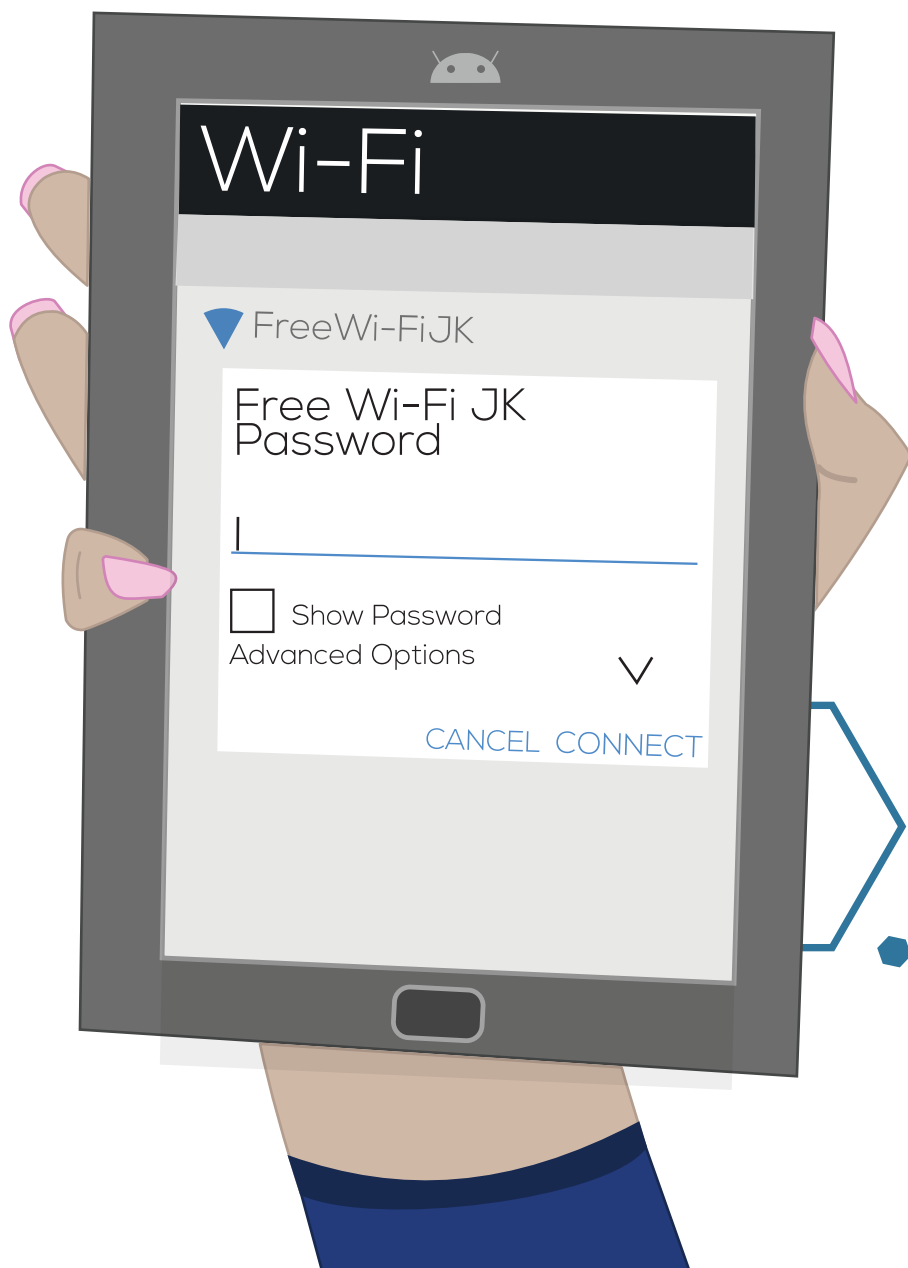 Wi-Fi
FreeWi-FiJK
Free Wi-Fi JK
Password
Show Password
Advanced Options
CANCEL CONNECT